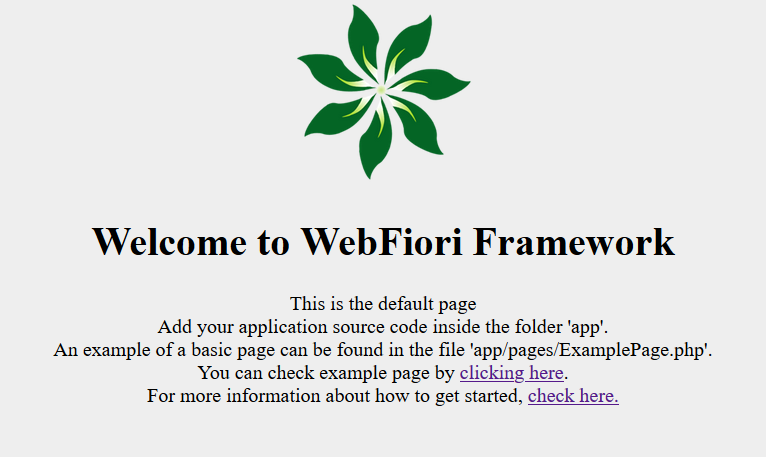 Welcome to WebFiori Framework
This is the default page
Add your application source code inside the folder 'app'.
An example of a basic page can be found in the file 'app/pages/ExamplePage.php'.
You can check example page by clicking here.
For more information about how to get started, check here.